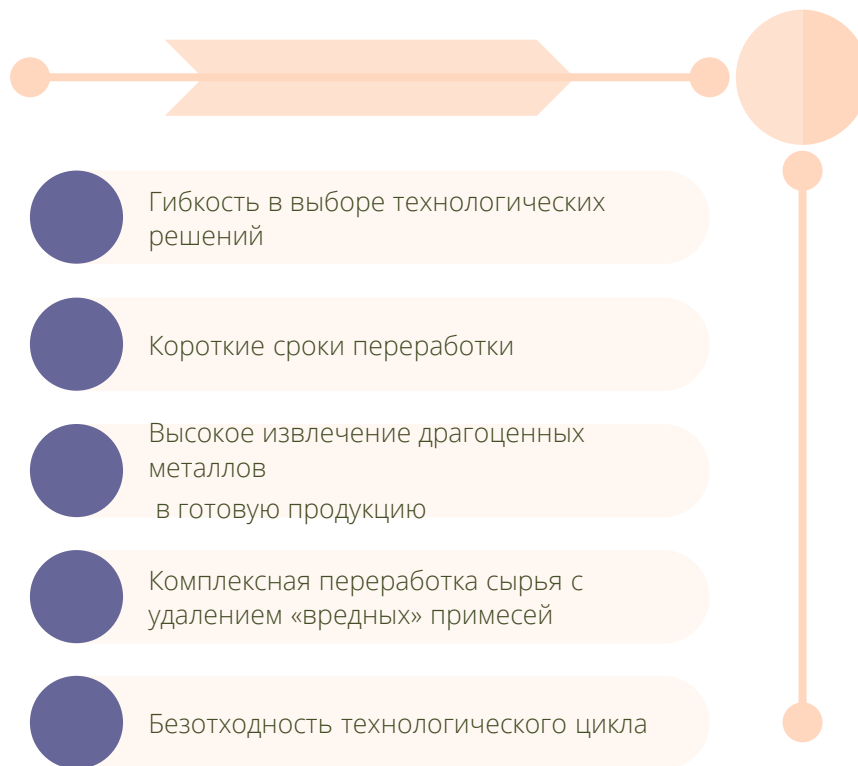 Гибкость в выборе технологических
решений
Короткие сроки переработки
Высокое извлечение драгоценных
металлов
в готовую продукцию
Комплексная переработка сырья с
удалением «вредных» примесей
Безотходность технологического цикла